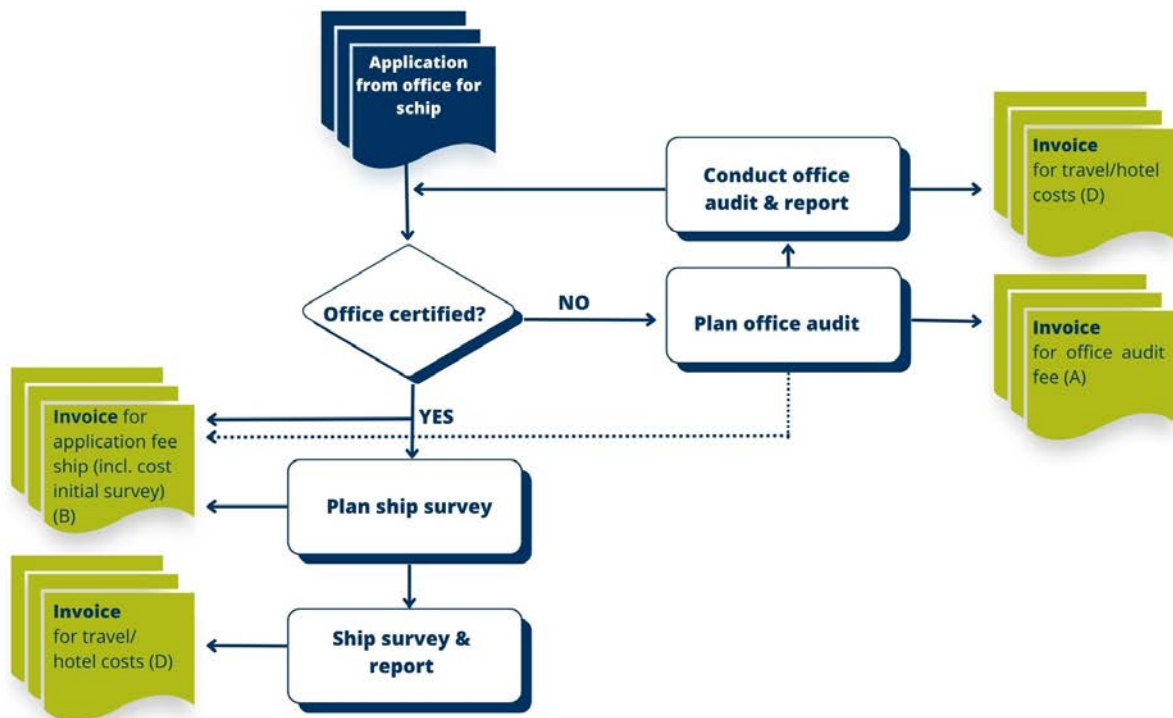 Application
from office for
schip
Conduct office
audit & report
Invoice
for travel/hotel
costs (D)
Office certified?
NO
Plan office audit
Invoice
for office audit
fee (A)
YES
Invoice for
application fee
ship (incl. cost
initial survey)
(B)
Plan ship survey
Invoice
for travel/
hotel costs (D)
Ship survey &
report